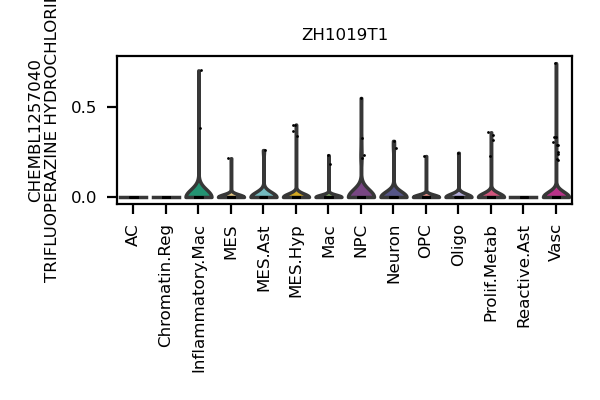 ZH1019T1
CHEMBL1257040
TRIFLUOPERAZINE
0.5
0.0
AC
Chromatin.Reg
Inflammatory.Mac
MES
MES.Ast
MES.Hyp
Mac
NPC
Neuron
OPC
Oligo
Prolif.Metab
Reactive.Ast
Vasc